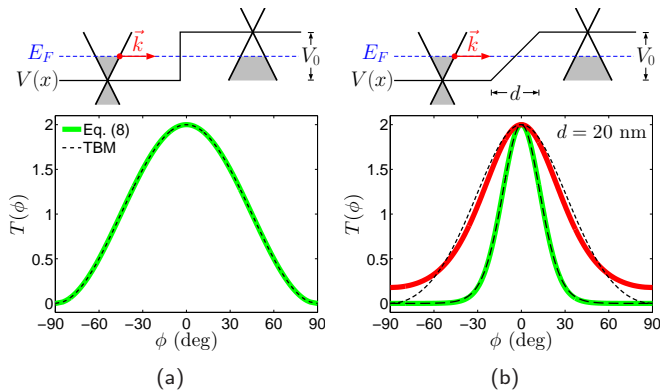 E_F
k⃗
V(x)
V_0
E_F
k⃗
V(x)
V_0
d
2
1.5
1
0.5
0
T(ϕ)
Eq. (8)
TBM
−90 −60 −30 0 30 60 90
ϕ (deg)
(a)
2
1.5
1
0.5
0
T(ϕ)
d = 20 nm
−90 −60 −30 0 30 60 90
ϕ (deg)
(b)